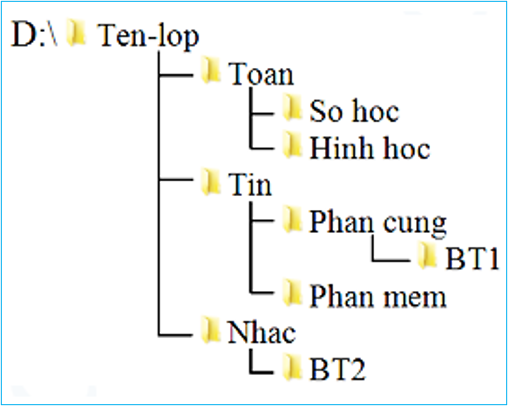 D:\ Ten-lop
Toan
So hoc
Hinh hoc
Tin
Phan cung
BT1
Phan mem
Nhac
BT2